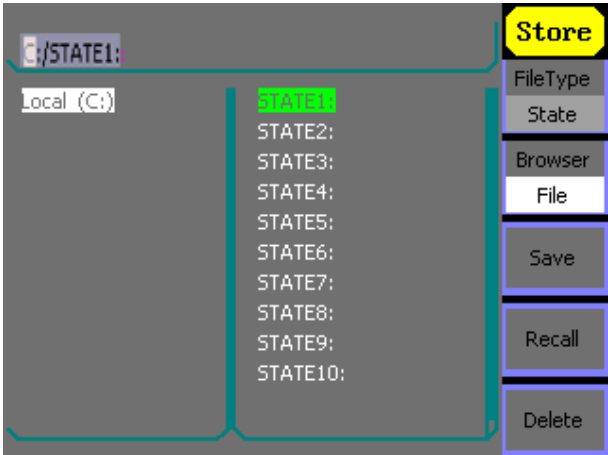 C:/STATE1:
Local (C:)
STATE1:
STATE2:
STATE3:
STATE4:
STATE5:
STATE6:
STATE7:
STATE8:
STATE9:
STATE10:
Store
FileType
State
Browser
File
Save
Recall
Delete